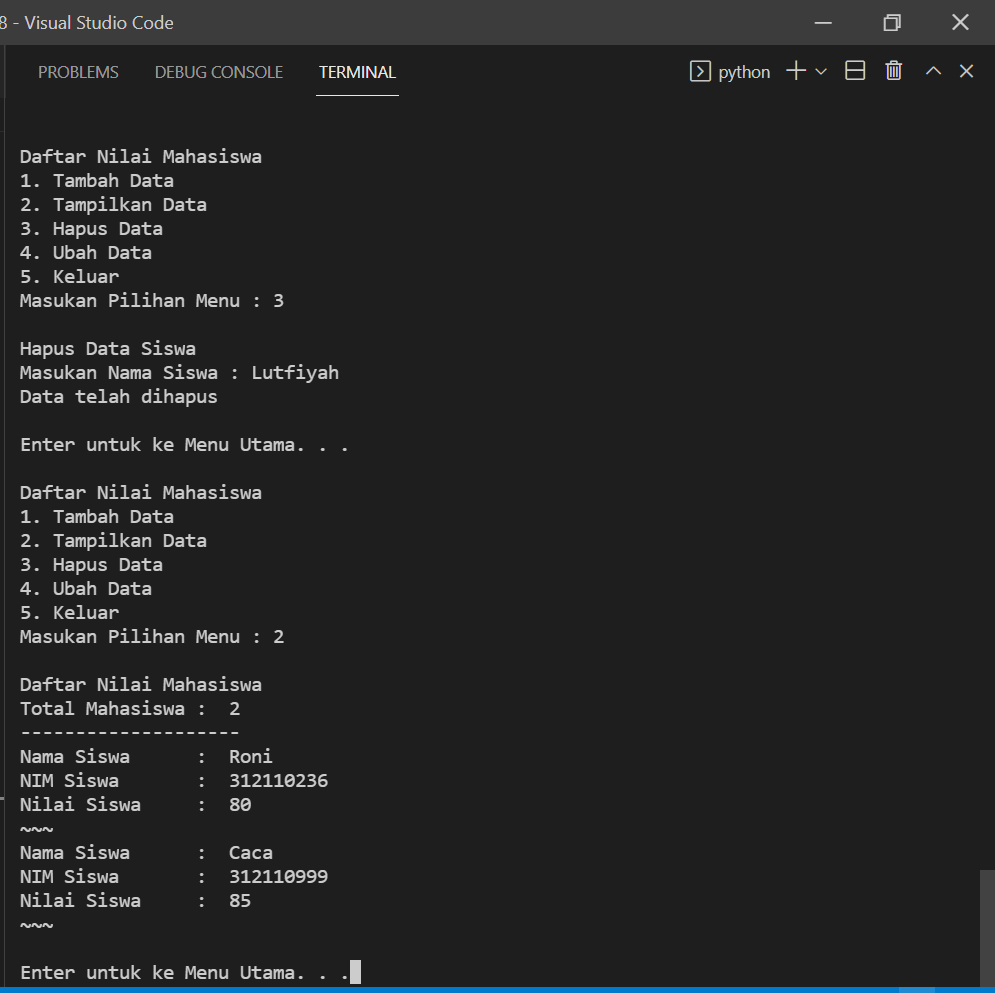 8 - Visual Studio Code
PROBLEMS DEBUG CONSOLE TERMINAL python
Daftar Nilai Mahasiswa
1. Tambah Data
2. Tampilkan Data
3. Hapus Data
4. Ubah Data
5. Keluar
Masukan Pilihan Menu : 3
Hapus Data Siswa
Masukan Nama Siswa : Lutfiyah
Data telah dihapus
Enter untuk ke Menu Utama. . .
Daftar Nilai Mahasiswa
1. Tambah Data
2. Tampilkan Data
3. Hapus Data
4. Ubah Data
5. Keluar
Masukan Pilihan Menu : 2
Daftar Nilai Mahasiswa
Total Mahasiswa :  2
--------------------
Nama Siswa      :  Roni
NIM Siswa       :  312110236
Nilai Siswa     :  80
~~~
Nama Siswa      :  Caca
NIM Siswa       :  312110999
Nilai Siswa     :  85
~~~
Enter untuk ke Menu Utama. . .